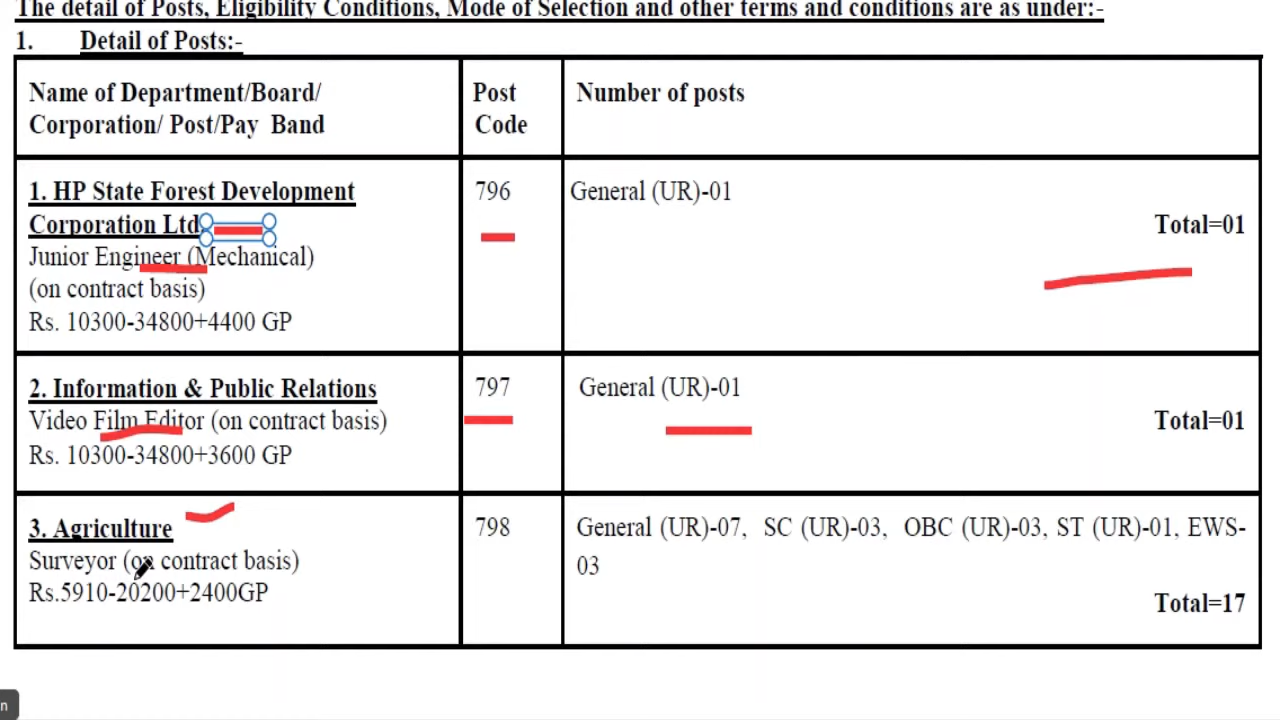 The detail of Posts, Eligibility Conditions, Mode of Selection and other terms and conditions are as under:-
1. Detail of Posts:-
Name of Department/Board/
Corporation/ Post/Pay Band
Post
Code
Number of posts
1. HP State Forest Development
Corporation Ltd
Junior Engineer (Mechanical)
(on contract basis)
Rs. 10300-34800+4400 GP
796
General (UR)-01
Total=01
2. Information & Public Relations
Video Film Editor (on contract basis)
Rs. 10300-34800+3600 GP
797
General (UR)-01
Total=01
3. Agriculture
Surveyor (on contract basis)
Rs.5910-20200+2400GP
798
General (UR)-07, SC (UR)-03, OBC (UR)-03, ST (UR)-01, EWS-
03
Total=17
n